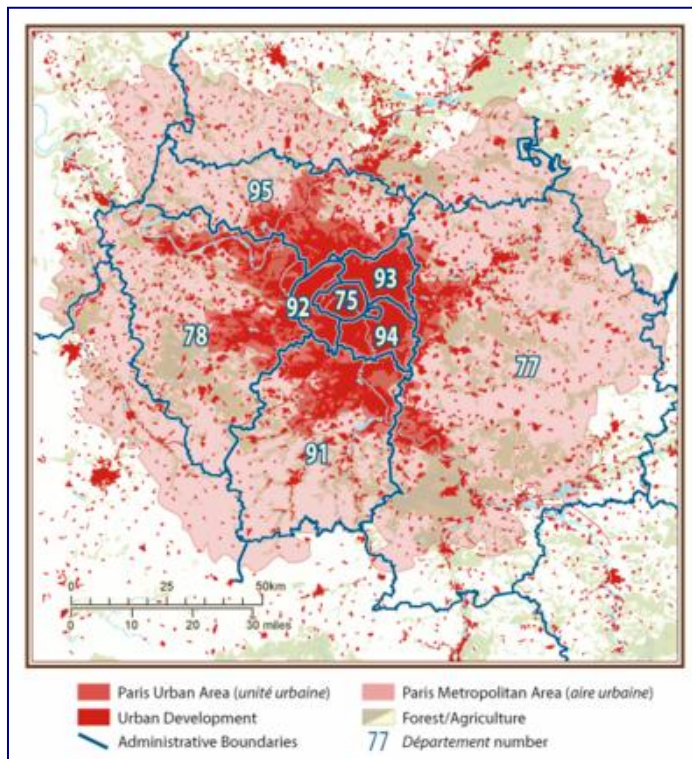 95
93
75
92
94
78
77
91
0 25 50km
0 10 20 30 miles
Paris Urban Area (unité urbaine)
Urban Development
Administrative Boundaries
Paris Metropolitan Area (aire urbaine)
Forest/Agriculture
77 Département number